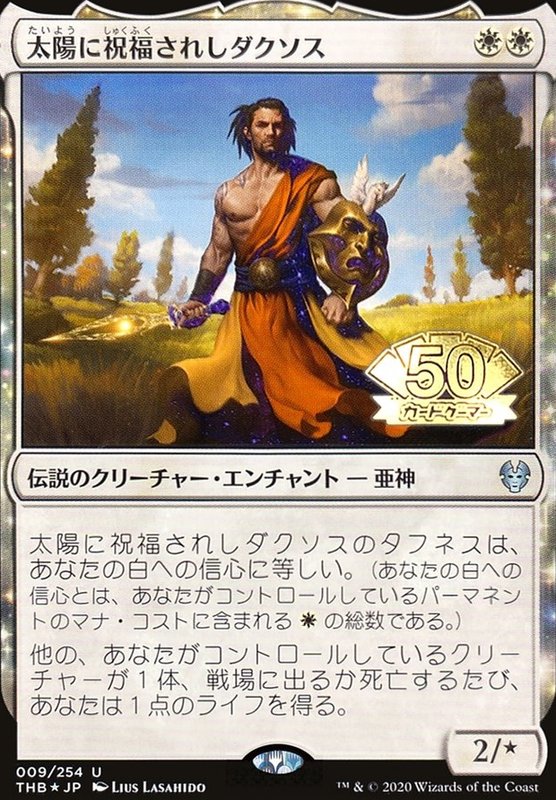 たいよう しゅくふく
太陽に祝福されしダクソス
50
カードゲーマー
伝説のクリーチャー・エンチャント — 亜神
太陽に祝福されしダクソスのタフネスは、
あなたの白への信心に等しい。(あなたの白への
信心とは、あなたがコントロールしているパーマネン
トのマナ・コストに含まれる の総数である。)
他の、あなたがコントロールしているクリー
チャーが1体、戦場に出るか死亡するたび、
あなたは1点のライフを得る。
2/★
009/254 U
THB★JP Lius Lasahido
™ & © 2020 Wizards of the Coast